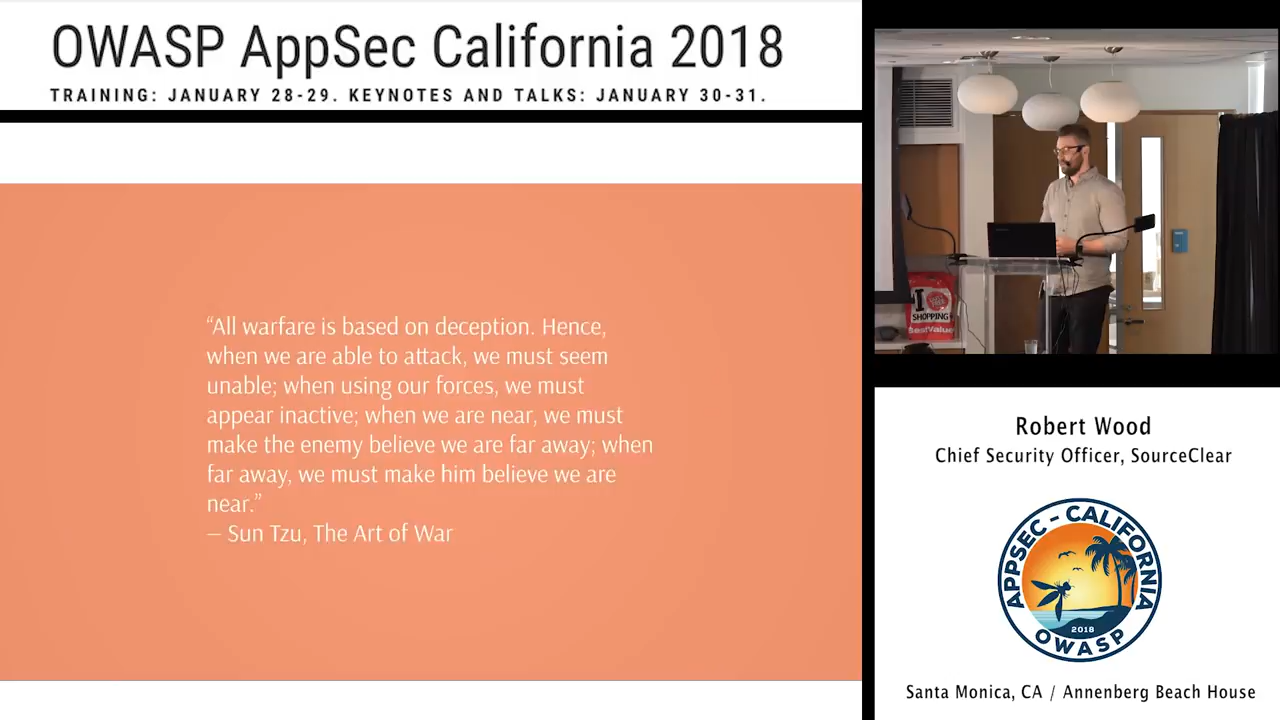 OWASP AppSec California 2018
TRAINING: JANUARY 28-29. KEYNOTES AND TALKS: JANUARY 30-31.
“All warfare is based on deception. Hence,
when we are able to attack, we must seem
unable; when using our forces, we must
appear inactive; when we are near, we must
make the enemy believe we are far away; when
far away, we must make him believe we are
near.”
— Sun Tzu, The Art of War
I
SHOPPING
BestValue
Robert Wood
Chief Security Officer, SourceClear
APPSEC - CALIFORNIA
2018
OWASP
Santa Monica, CA / Annenberg Beach House